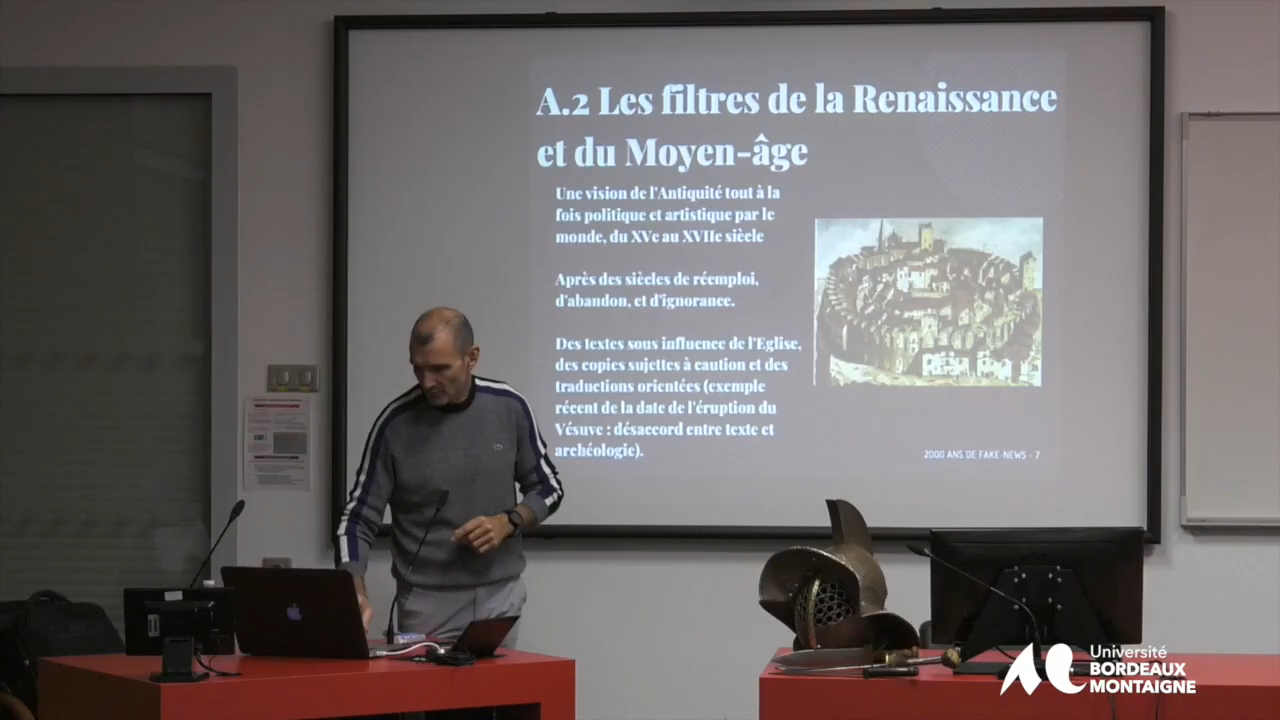 A.2 Les filtres de la Renaissance
et du Moyen-âge
Une vision de l'Antiquité tout à la
fois politique et artistique par le
monde, du XVe au XVIIe siècle
Après des siècles de réemploi,
d'abandon, et d'ignorance.
Des textes sous influence de l'Eglise,
des copies sujettes à caution et des
traductions orientées (exemple
récent de la date de l'éruption du
Vésuve : désaccord entre texte et
archéologie).
2000 ANS DE FAKE-NEWS - 7
Université
BORDEAUX
MONTAIGNE